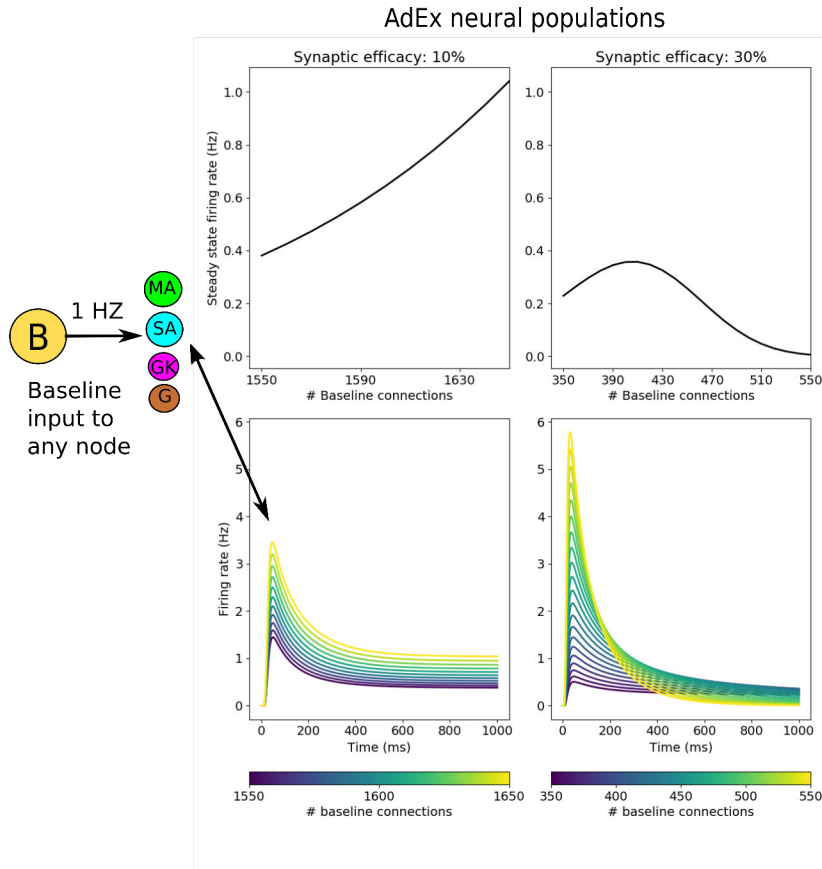 AdEx neural populations
Synaptic efficacy: 10%
Synaptic efficacy: 30%
Steady state firing rate (Hz)
1.0
0.8
0.6
0.4
0.2
0.0
1550
1590
1630
# Baseline connections
1.0
0.8
0.6
0.4
0.2
0.0
350
390
430
470
510
550
# Baseline connections
B
1 HZ
MA
SA
GK
G
Baseline
input to
any node
Firing rate (Hz)
6
5
4
3
2
1
0
0
200
400
600
800
1000
Time (ms)
6
5
4
3
2
1
0
0
200
400
600
800
1000
Time (ms)
1550
1600
1650
# baseline connections
350
400
450
500
550
# baseline connections